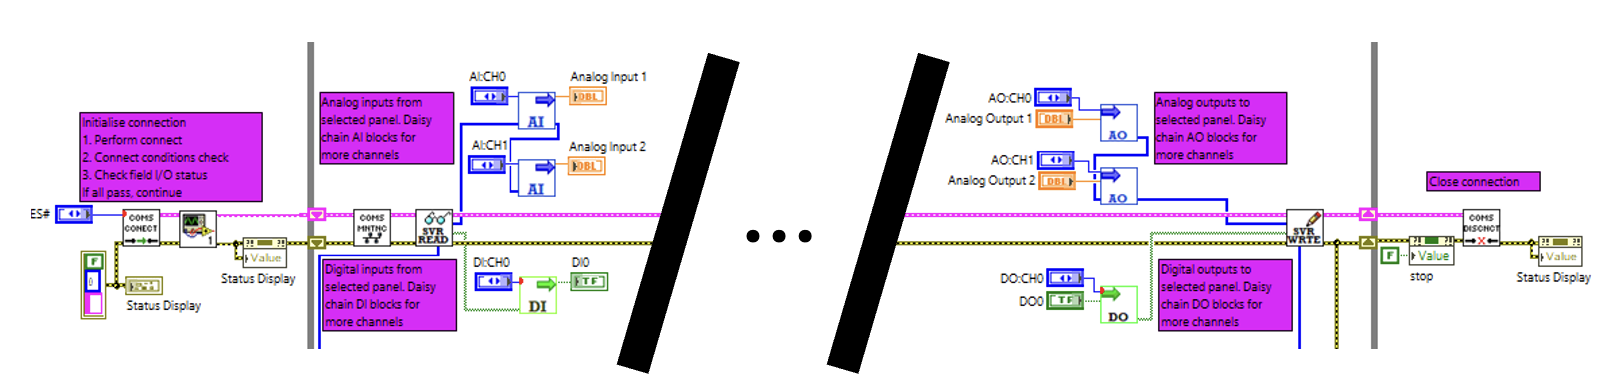 ES#
Initialise connection
1. Perform connect
2. Connect conditions check
3. Check field I/O status
If all pass, continue
COMS
CONECT
1
F
0
Status Display
Value
Status Display
Analog inputs from
selected panel. Daisy
chain AI blocks for
more channels
COMS
MNTNC
SVR
READ
AI:CH0
AI
Analog Input 1
DBL
AI:CH1
AI
Analog Input 2
DBL
Digital inputs from
selected panel. Daisy
chain DI blocks for
more channels
DI:CH0
DI
DI0
TF
AO:CH0
Analog Output 1
DBL
AO
AO:CH1
Analog Output 2
DBL
AO
Analog outputs to
selected panel. Daisy
chain AO blocks for
more channels
DO:CH0
DO0
TF
DO
Digital outputs to
selected panel. Daisy
chain DO blocks for
more channels
SVR
WRTE
Close connection
F
Value
stop
COMS
DISCNCT
X
Value
Status Display